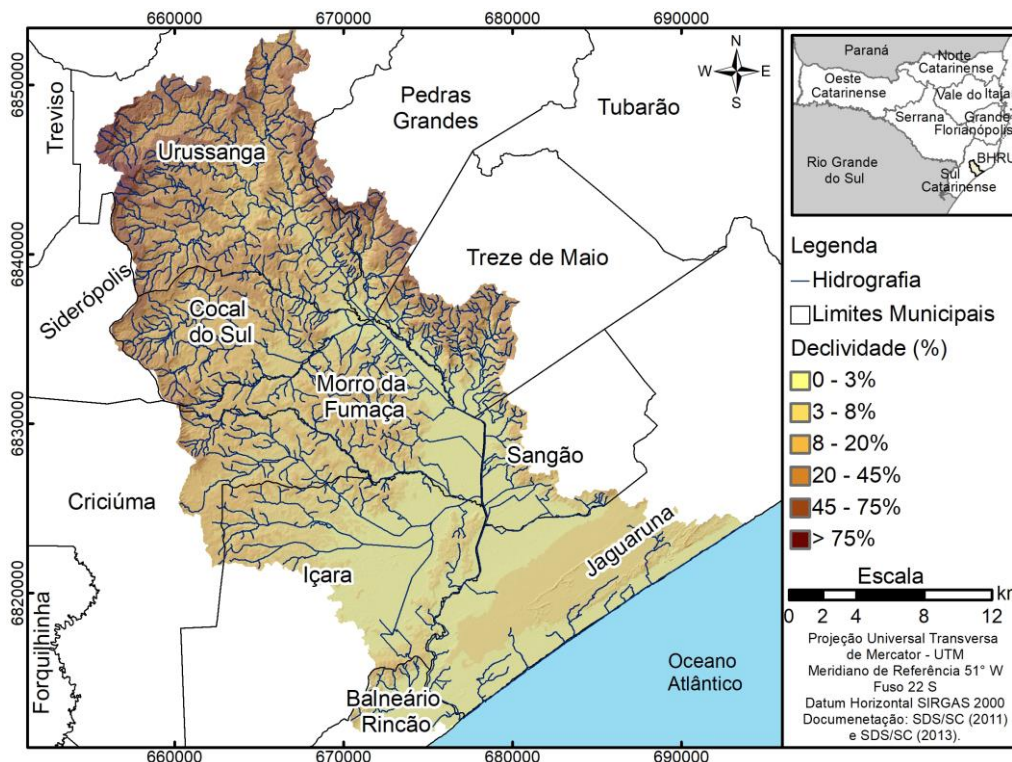 660000 670000 680000 690000
6850000
6840000
6830000
6820000
660000 670000 680000 690000
N
W E
S
Treviso
Pedras
Grandes
Tubarão
Urussanga
Treze de Maio
Siderópolis
Cocal
do Sul
Morro da
Fumaça
Sangão
Criciúma
Jaguaruna
Içara
Forquilhinha
Balneário
Rincão
Oceano
Atlântico
Paraná
Norte
Catarinense
Oeste
Catarinense
Vale do Itajaí
Serrana
Grande
Florianópolis
Rio Grande
do Sul
BHRU
Sul
Catarinense
Legenda
Hidrografia
Limites Municipais
Declividade (%)
0 - 3%
3 - 8%
8 - 20%
20 - 45%
45 - 75%
> 75%
Escala
0 2 4 8 12 km
Projeção Universal Transversa
de Mercator - UTM
Meridiano de Referência 51° W
Fuso 22 S
Datum Horizontal SIRGAS 2000
Documenetação: SDS/SC (2011)
e SDS/SC (2013).